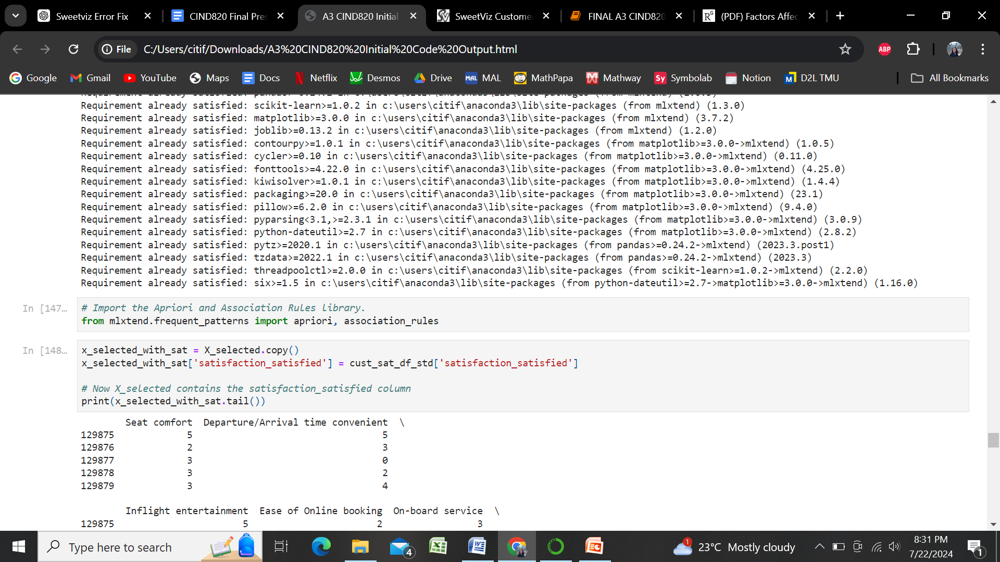 Sweetviz Error Fix
CIND820 Final Pres
A3 CIND820 Initial
SweetViz Custome
FINAL A3 CIND820
(PDF) Factors Affec
File C:/Users/citif/Downloads/A3%20CIND820%20Initial%20Code%20Output.html
ABP
Google Gmail YouTube Maps Docs Netflix Desmos Drive MAL MAL MathPapa Mathway Sy Symbolab Notion D2L TMU All Bookmarks
Requirement already satisfied: scikit-learn>=1.0.2 in c:\users\citif\anaconda3\lib\site-packages (from mlxtend) (1.3.0)
Requirement already satisfied: matplotlib>=3.0.0 in c:\users\citif\anaconda3\lib\site-packages (from mlxtend) (3.7.2)
Requirement already satisfied: joblib>=0.13.2 in c:\users\citif\anaconda3\lib\site-packages (from mlxtend) (1.2.0)
Requirement already satisfied: contourpy>=1.0.1 in c:\users\citif\anaconda3\lib\site-packages (from matplotlib>=3.0.0->mlxtend) (1.0.5)
Requirement already satisfied: cycler>=0.10 in c:\users\citif\anaconda3\lib\site-packages (from matplotlib>=3.0.0->mlxtend) (0.11.0)
Requirement already satisfied: fonttools>=4.22.0 in c:\users\citif\anaconda3\lib\site-packages (from matplotlib>=3.0.0->mlxtend) (4.25.0)
Requirement already satisfied: kiwisolver>=1.0.1 in c:\users\citif\anaconda3\lib\site-packages (from matplotlib>=3.0.0->mlxtend) (1.4.4)
Requirement already satisfied: packaging>=20.0 in c:\users\citif\anaconda3\lib\site-packages (from matplotlib>=3.0.0->mlxtend) (23.1)
Requirement already satisfied: pillow>=6.2.0 in c:\users\citif\anaconda3\lib\site-packages (from matplotlib>=3.0.0->mlxtend) (9.4.0)
Requirement already satisfied: pyparsing<3.1,>=2.3.1 in c:\users\citif\anaconda3\lib\site-packages (from matplotlib>=3.0.0->mlxtend) (3.0.9)
Requirement already satisfied: python-dateutil>=2.7 in c:\users\citif\anaconda3\lib\site-packages (from matplotlib>=3.0.0->mlxtend) (2.8.2)
Requirement already satisfied: pytz>=2020.1 in c:\users\citif\anaconda3\lib\site-packages (from pandas>=0.24.2->mlxtend) (2023.3.post1)
Requirement already satisfied: tzdata>=2022.1 in c:\users\citif\anaconda3\lib\site-packages (from pandas>=0.24.2->mlxtend) (2023.3)
Requirement already satisfied: threadpoolctl>=2.0.0 in c:\users\citif\anaconda3\lib\site-packages (from scikit-learn>=1.0.2->mlxtend) (2.2.0)
Requirement already satisfied: six>=1.5 in c:\users\citif\anaconda3\lib\site-packages (from python-dateutil>=2.7->matplotlib>=3.0.0->mlxtend) (1.16.0)
In [147… # Import the Apriori and Association Rules library.
from mlxtend.frequent_patterns import apriori, association_rules
In [148… x_selected_with_sat = X_selected.copy()
x_selected_with_sat['satisfaction_satisfied'] = cust_sat_df_std['satisfaction_satisfied']
# Now X_selected contains the satisfaction_satisfied column
print(x_selected_with_sat.tail())
Seat comfort Departure/Arrival time convenient \
129875 5 5
129876 2 3
129877 3 0
129878 3 2
129879 3 4
Inflight entertainment Ease of Online booking On-board service \
129875 5 2 3
Type here to search
4
1
23°C Mostly cloudy
8:31 PM
7/22/2024
1